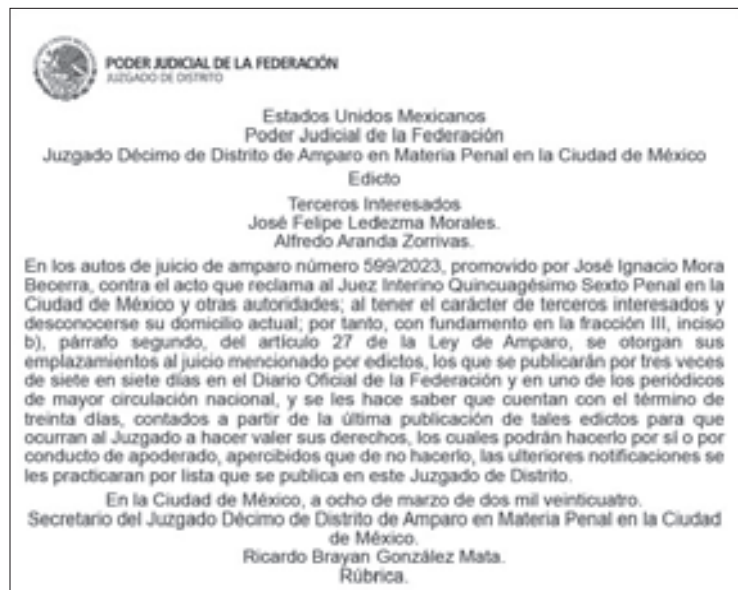 PODER JUDICIAL DE LA FEDERACIÓN
JUZGADO DE DISTRITO
Estados Unidos Mexicanos
Poder Judicial de la Federación
Juzgado Décimo de Distrito de Amparo en Materia Penal en la Ciudad de México
Edicto
Terceros Interesados
José Felipe Ledezma Morales.
Alfredo Aranda Zorrivas.
En los autos de juicio de amparo número 599/2023, promovido por José Ignacio Mora
Becerra, contra el acto que reclama al Juez Interino Quincuagésimo Sexto Penal en la
Ciudad de México y otras autoridades; al tener el carácter de terceros interesados y
desconocerse su domicilio actual; por tanto, con fundamento en la fracción III, inciso
b), párrafo segundo, del artículo 27 de la Ley de Amparo, se otorgan sus
emplazamientos al juicio mencionado por edictos, los que se publicarán por tres veces
de siete en siete días en el Diario Oficial de la Federación y en uno de los periódicos
de mayor circulación nacional, y se les hace saber que cuentan con el término de
treinta días, contados a partir de la última publicación de tales edictos para que
ocurran al Juzgado a hacer valer sus derechos, los cuales podrán hacerlo por sí o por
conducto de apoderado, apercibidos que de no hacerlo, las ulteriores notificaciones se
les practicaran por lista que se publica en este Juzgado de Distrito.
En la Ciudad de México, a ocho de marzo de dos mil veinticuatro.
Secretario del Juzgado Décimo de Distrito de Amparo en Materia Penal en la Ciudad
de México.
Ricardo Brayan González Mata.
Rúbrica.